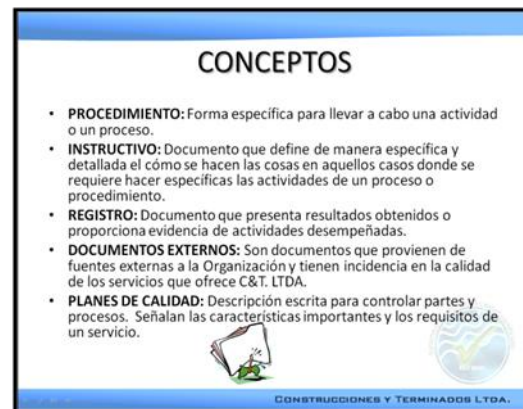 CONCEPTOS
• PROCEDIMIENTO: Forma específica para llevar a cabo una actividad
o un proceso.
• INSTRUCTIVO: Documento que define de manera específica y
detallada el cómo se hacen las cosas en aquellos casos donde se
requiere hacer específicas las actividades de un proceso o
procedimiento.
• REGISTRO: Documento que presenta resultados obtenidos o
proporciona evidencia de actividades desempeñadas.
• DOCUMENTOS EXTERNOS: Son documentos que provienen de
fuentes externas a la Organización y tienen incidencia en la calidad
de los servicios que ofrece C&T. LTDA.
• PLANES DE CALIDAD: Descripción escrita para controlar partes y
procesos. Señalan las características importantes y los requisitos de
un servicio.
CONSTRUCCIONES Y TERMINADOS LTDA.